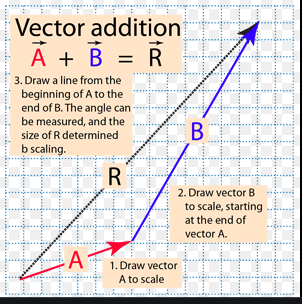 Vector addition
A + B = R
3. Draw a line from the
beginning of A to the
end of B. The angle can
be measured, and the
size of R determined
b scaling.
B
R
2. Draw vector B
to scale, starting
at the end of
vector A.
A
1. Draw vector
A to scale